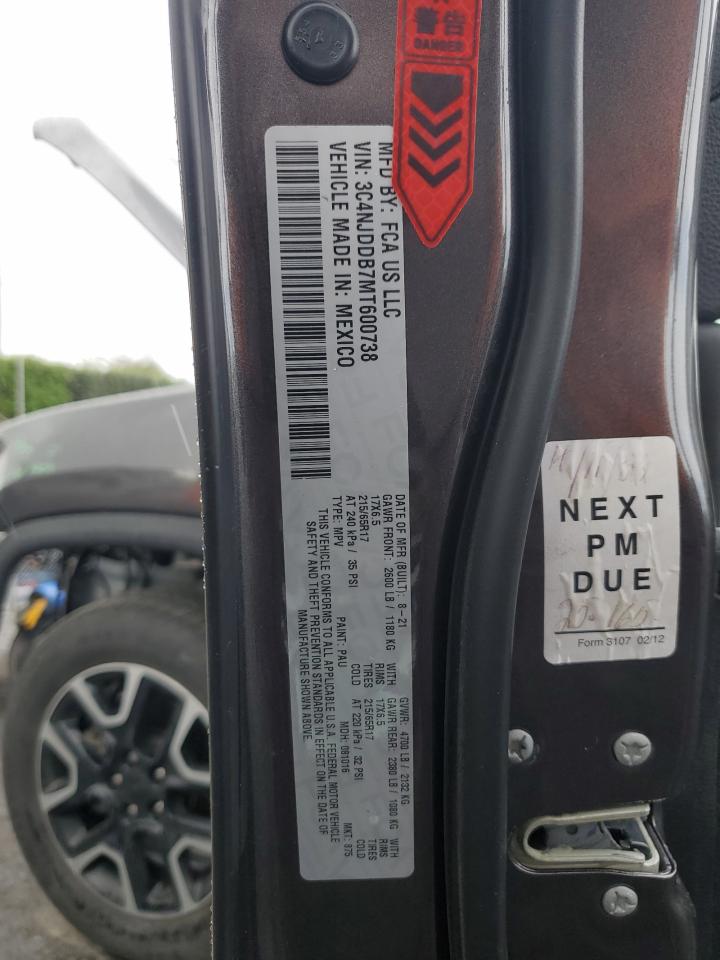 警告
DANGER
MFD BY: FCA US LLC
VIN: 3C4NJDDB7MT600738
VEHICLE MADE IN: MEXICO
DATE OF MFR (BUILT): 8-21 GVWR: 4700 LB / 2132 KG
GAWR FRONT: 2600 LB / 1180 KG WITH GAWR REAR: 2380 LB / 1080 KG WITH
17X6.5 RIMS 17X6.5 RIMS
215/65R17 TIRES 215/65R17 TIRES
AT 240 kPa / 35 PSI COLD AT 220 kPa / 32 PSI COLD
TYPE: MPV PAINT: PAU MDH: 081016 MKT: 875
THIS VEHICLE CONFORMS TO ALL APPLICABLE U.S.A. FEDERAL MOTOR VEHICLE
SAFETY AND THEFT PREVENTION STANDARDS IN EFFECT ON THE DATE OF
MANUFACTURE SHOWN ABOVE.
NEXT
PM
DUE
Form 3107 02/12